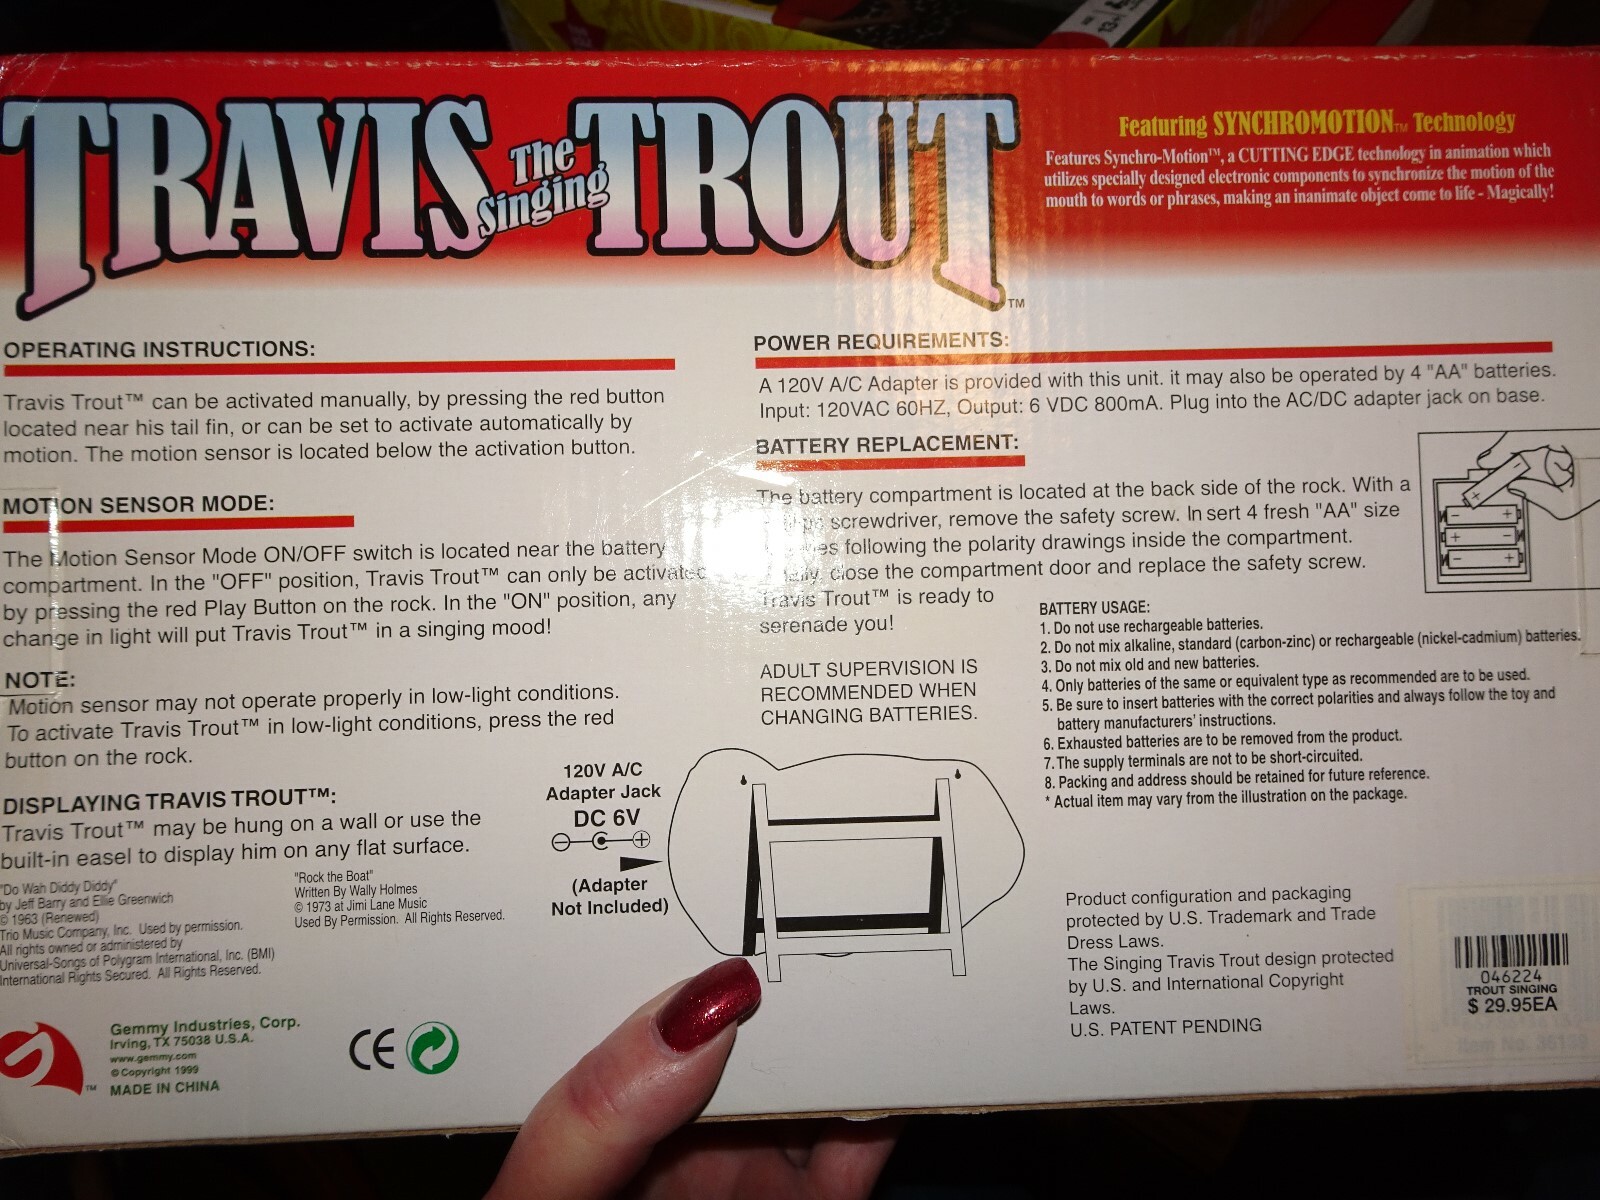 TRAVIS The Singing TROUT™
Featuring SYNCHROMOTION™ Technology
Features Synchro-Motion™, a CUTTING EDGE technology in animation which
utilizes specially designed electronic components to synchronize the motion of the
mouth to words or phrases, making an inanimate object come to life - Magically!
OPERATING INSTRUCTIONS:
Travis Trout™ can be activated manually, by pressing the red button
located near his tail fin, or can be set to activate automatically by
motion. The motion sensor is located below the activation button.
MOTION SENSOR MODE:
The Motion Sensor Mode ON/OFF switch is located near the battery
compartment. In the "OFF" position, Travis Trout™ can only be activated
by pressing the red Play Button on the rock. In the "ON" position, any
change in light will put Travis Trout™ in a singing mood!
NOTE:
Motion sensor may not operate properly in low-light conditions.
To activate Travis Trout™ in low-light conditions, press the red
button on the rock.
DISPLAYING TRAVIS TROUT™:
Travis Trout™ may be hung on a wall or use the
built-in easel to display him on any flat surface.
"Do Wah Diddy Diddy"
by Jeff Barry and Ellie Greenwich
© 1963 (Renewed)
Trio Music Company, Inc. Used by permission.
All rights owned or administered by
Universal-Songs of Polygram International, Inc. (BMI)
International Rights Secured. All Rights Reserved.
"Rock the Boat"
Written By Wally Holmes
© 1973 at Jimi Lane Music
Used By Permission. All Rights Reserved.
Gemmy Industries, Corp.
Irving, TX 75038 U.S.A.
www.gemmy.com
© Copyright 1999
MADE IN CHINA
™
CE
POWER REQUIREMENTS:
A 120V A/C Adapter is provided with this unit. it may also be operated by 4 "AA" batteries.
Input: 120VAC 60HZ, Output: 6 VDC 800mA. Plug into the AC/DC adapter jack on base.
BATTERY REPLACEMENT:
The battery compartment is located at the back side of the rock. With a
screwdriver, remove the safety screw. In sert 4 fresh "AA" size
following the polarity drawings inside the compartment.
close the compartment door and replace the safety screw.
Travis Trout™ is ready to
serenade you!
ADULT SUPERVISION IS
RECOMMENDED WHEN
CHANGING BATTERIES.
BATTERY USAGE:
1. Do not use rechargeable batteries.
2. Do not mix alkaline, standard (carbon-zinc) or rechargeable (nickel-cadmium) batteries.
3. Do not mix old and new batteries.
4. Only batteries of the same or equivalent type as recommended are to be used.
5. Be sure to insert batteries with the correct polarities and always follow the toy and
battery manufacturers' instructions.
6. Exhausted batteries are to be removed from the product.
7. The supply terminals are not to be short-circuited.
8. Packing and address should be retained for future reference.
* Actual item may vary from the illustration on the package.
120V A/C
Adapter Jack
DC 6V
(Adapter
Not Included)
Product configuration and packaging
protected by U.S. Trademark and Trade
Dress Laws.
The Singing Travis Trout design protected
by U.S. and International Copyright
Laws.
U.S. PATENT PENDING
046224
TROUT SINGING
$ 29.95EA